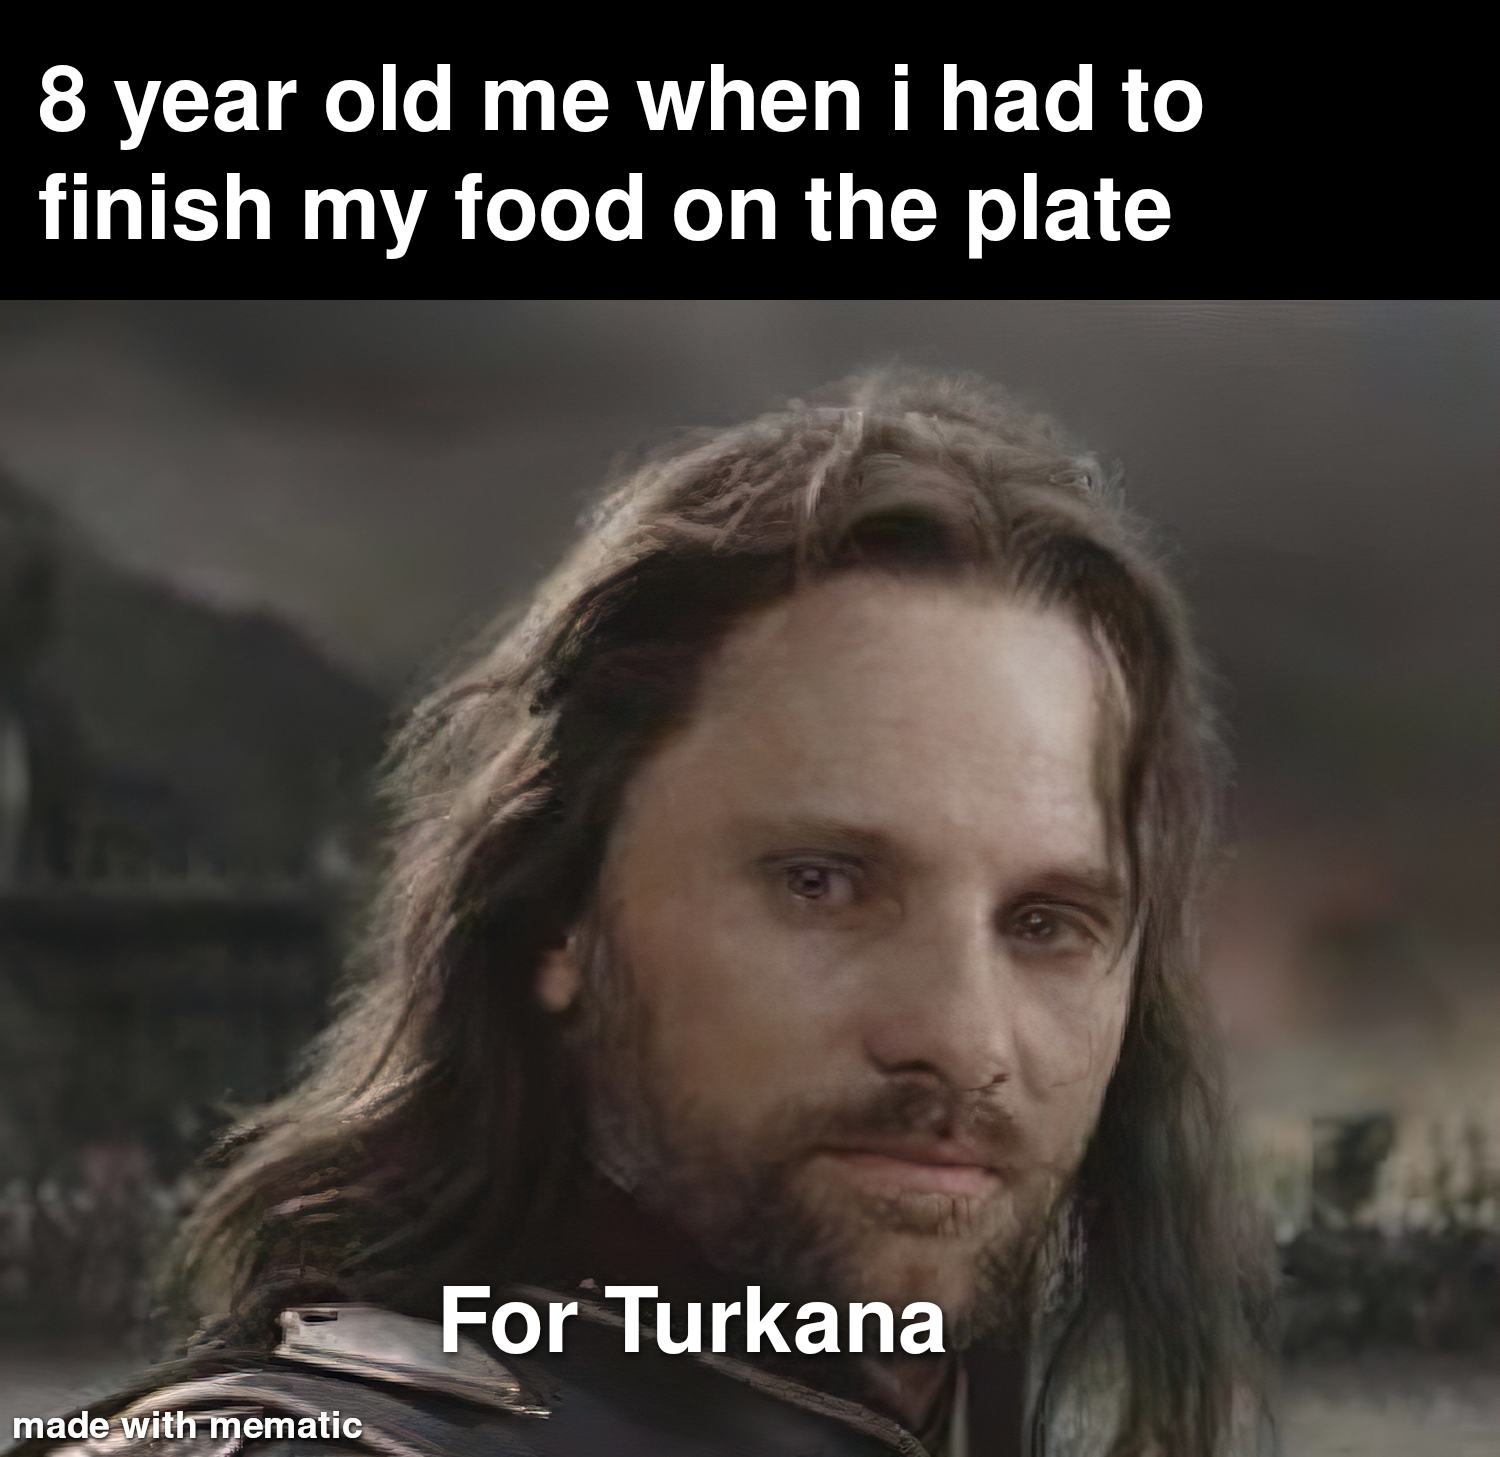 8 year old me when i had to
finish my food on the plate
For Turkana
made with mematic